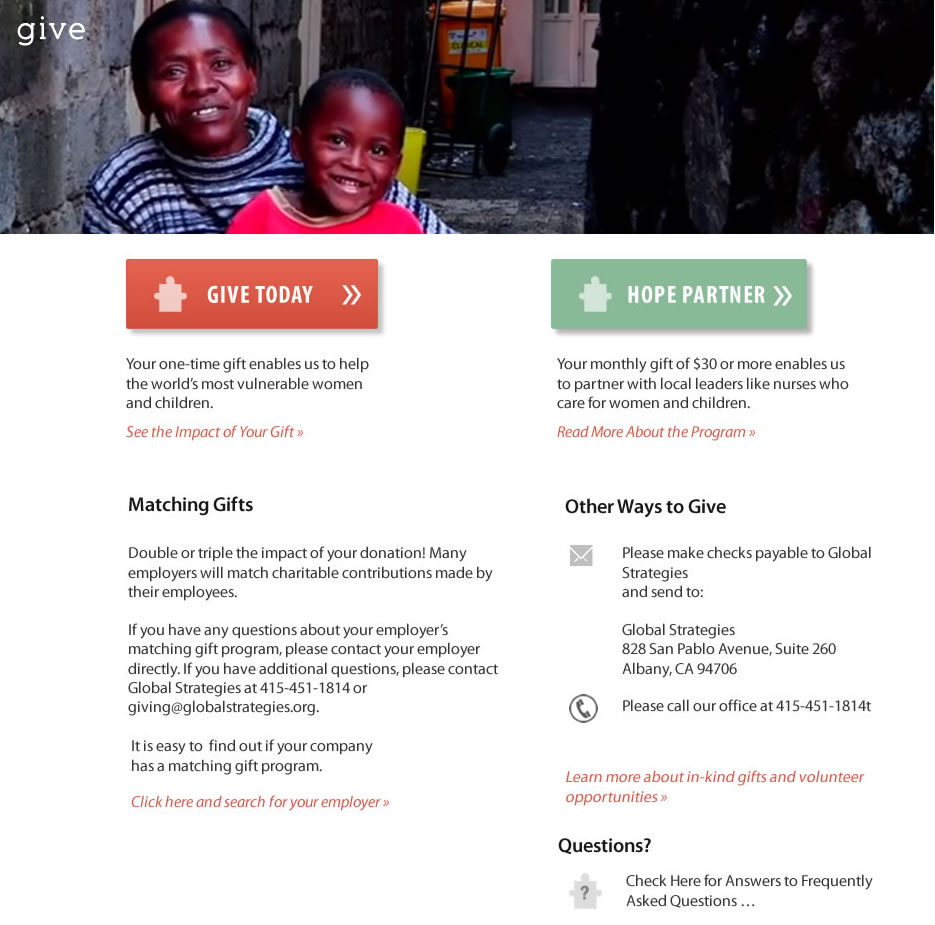 give
CLINICAL
GIVE TODAY »
HOPE PARTNER »
Your one-time gift enables us to help
the world's most vulnerable women
and children.
See the Impact of Your Gift »
Your monthly gift of $30 or more enables us
to partner with local leaders like nurses who
care for women and children.
Read More About the Program »
Matching Gifts
Double or triple the impact of your donation! Many
employers will match charitable contributions made by
their employees.
If you have any questions about your employer's
matching gift program, please contact your employer
directly. If you have additional questions, please contact
Global Strategies at 415-451-1814 or
giving@globalstrategies.org.
It is easy to find out if your company
has a matching gift program.
Click here and search for your employer »
Other Ways to Give
Please make checks payable to Global
Strategies
and send to:
Global Strategies
828 San Pablo Avenue, Suite 260
Albany, CA 94706
Please call our office at 415-451-1814t
Learn more about in-kind gifts and volunteer
opportunities »
Questions?
?
Check Here for Answers to Frequently
Asked Questions …